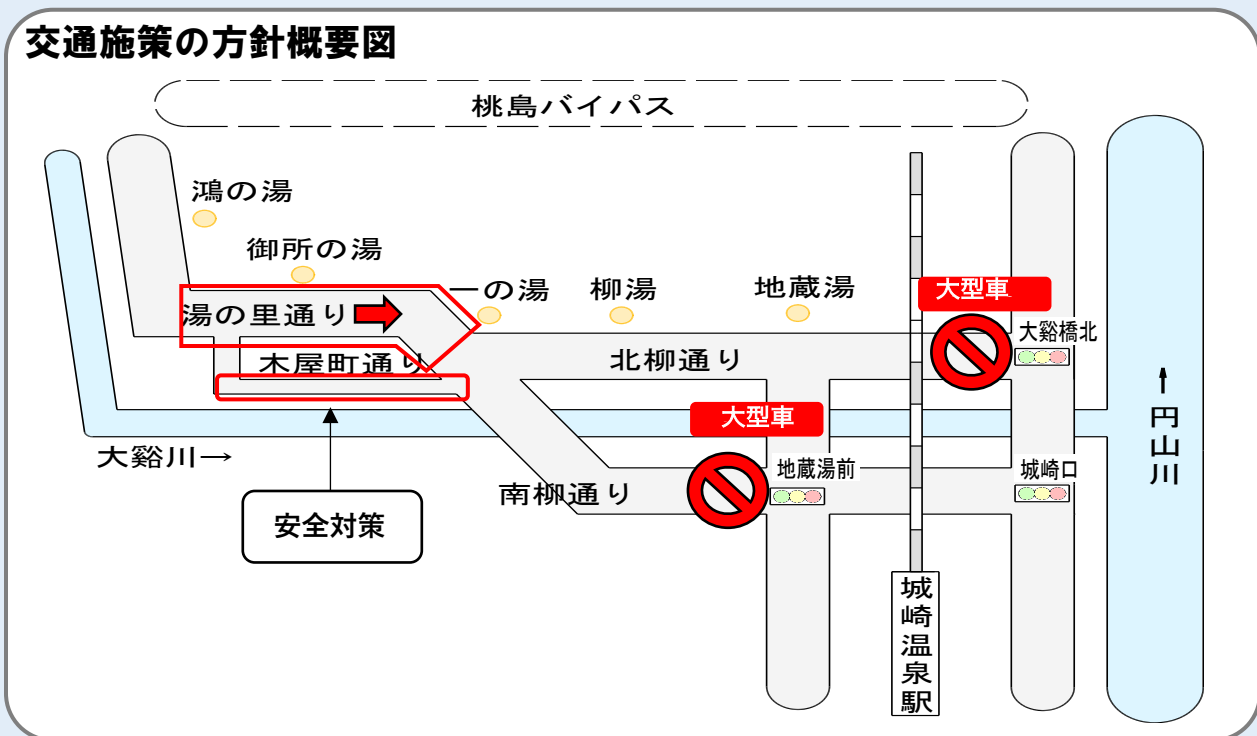 交通施策の方針概要図
桃島バイパス
鴻の湯
御所の湯
一の湯
柳湯
地蔵湯
大型車
大谿橋北
湯の里通り
木屋町通り
北柳通り
大型車
大谿川→
地蔵湯前
城崎口
南柳通り
安全対策
城崎温泉駅
↑円山川